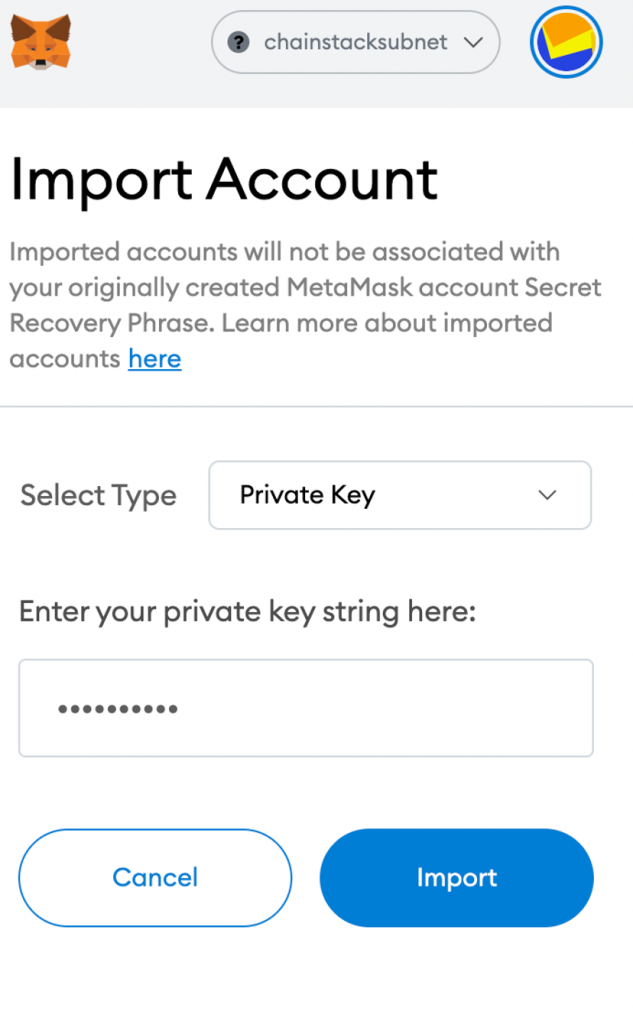 ? chainstacksubnet
Import Account
Imported accounts will not be associated with
your originally created MetaMask account Secret
Recovery Phrase. Learn more about imported
accounts here
Select Type Private Key
Enter your private key string here:
••••••••••
Cancel Import